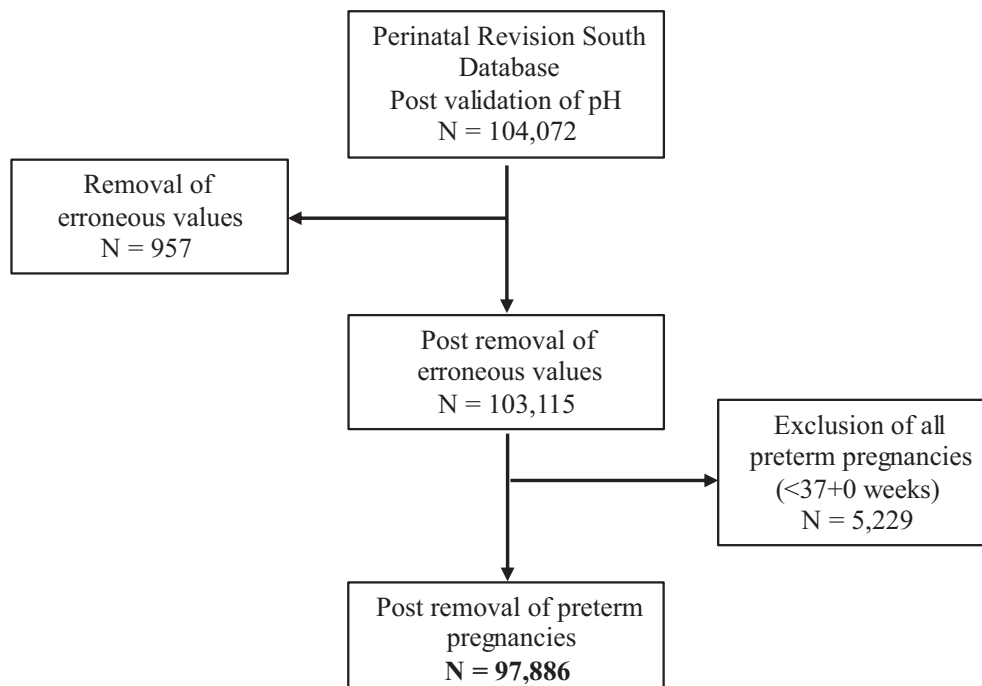 Perinatal Revision South
Database
Post validation of pH
N = 104,072
Removal of
erroneous values
N = 957
Post removal of
erroneous values
N = 103,115
Exclusion of all
preterm pregnancies
(<37+0 weeks)
N = 5,229
Post removal of preterm
pregnancies
N = 97,886